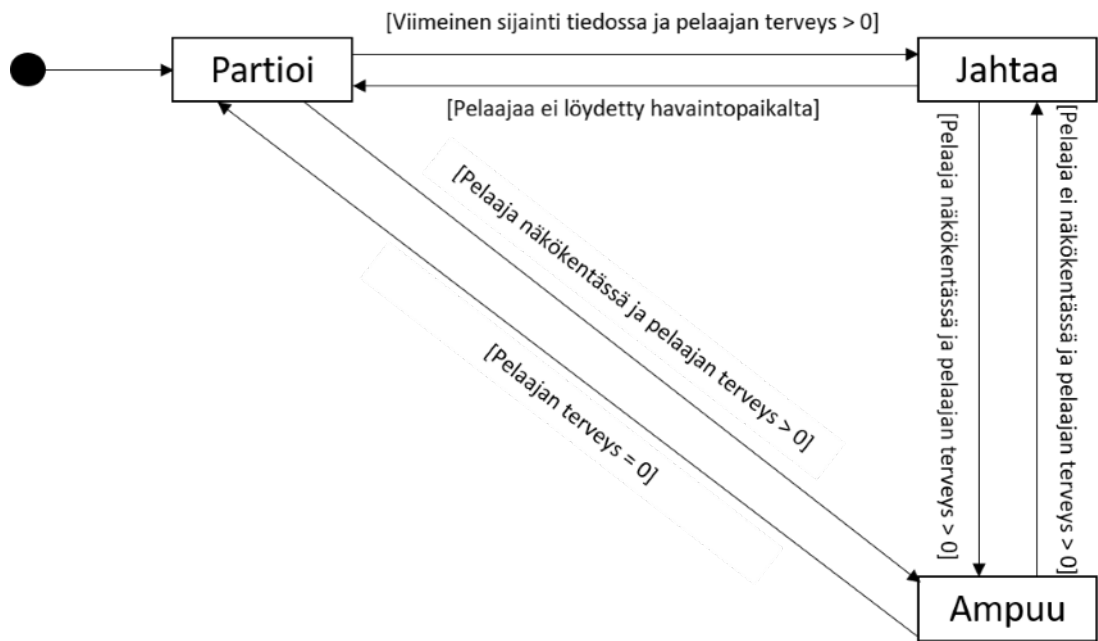 [Viimeinen sijainti tiedossa ja pelaajan terveys > 0]
Partioi
Jahtaa
[Pelaajaa ei löydetty havaintopaikalta]
[Pelaaja näkökentässä ja pelaajan terveys > 0]
[Pelaajan terveys = 0]
[Pelaaja näkökentässä ja pelaajan terveys > 0]
[Pelaaja ei näkökentässä ja pelaajan terveys > 0]
Ampuu